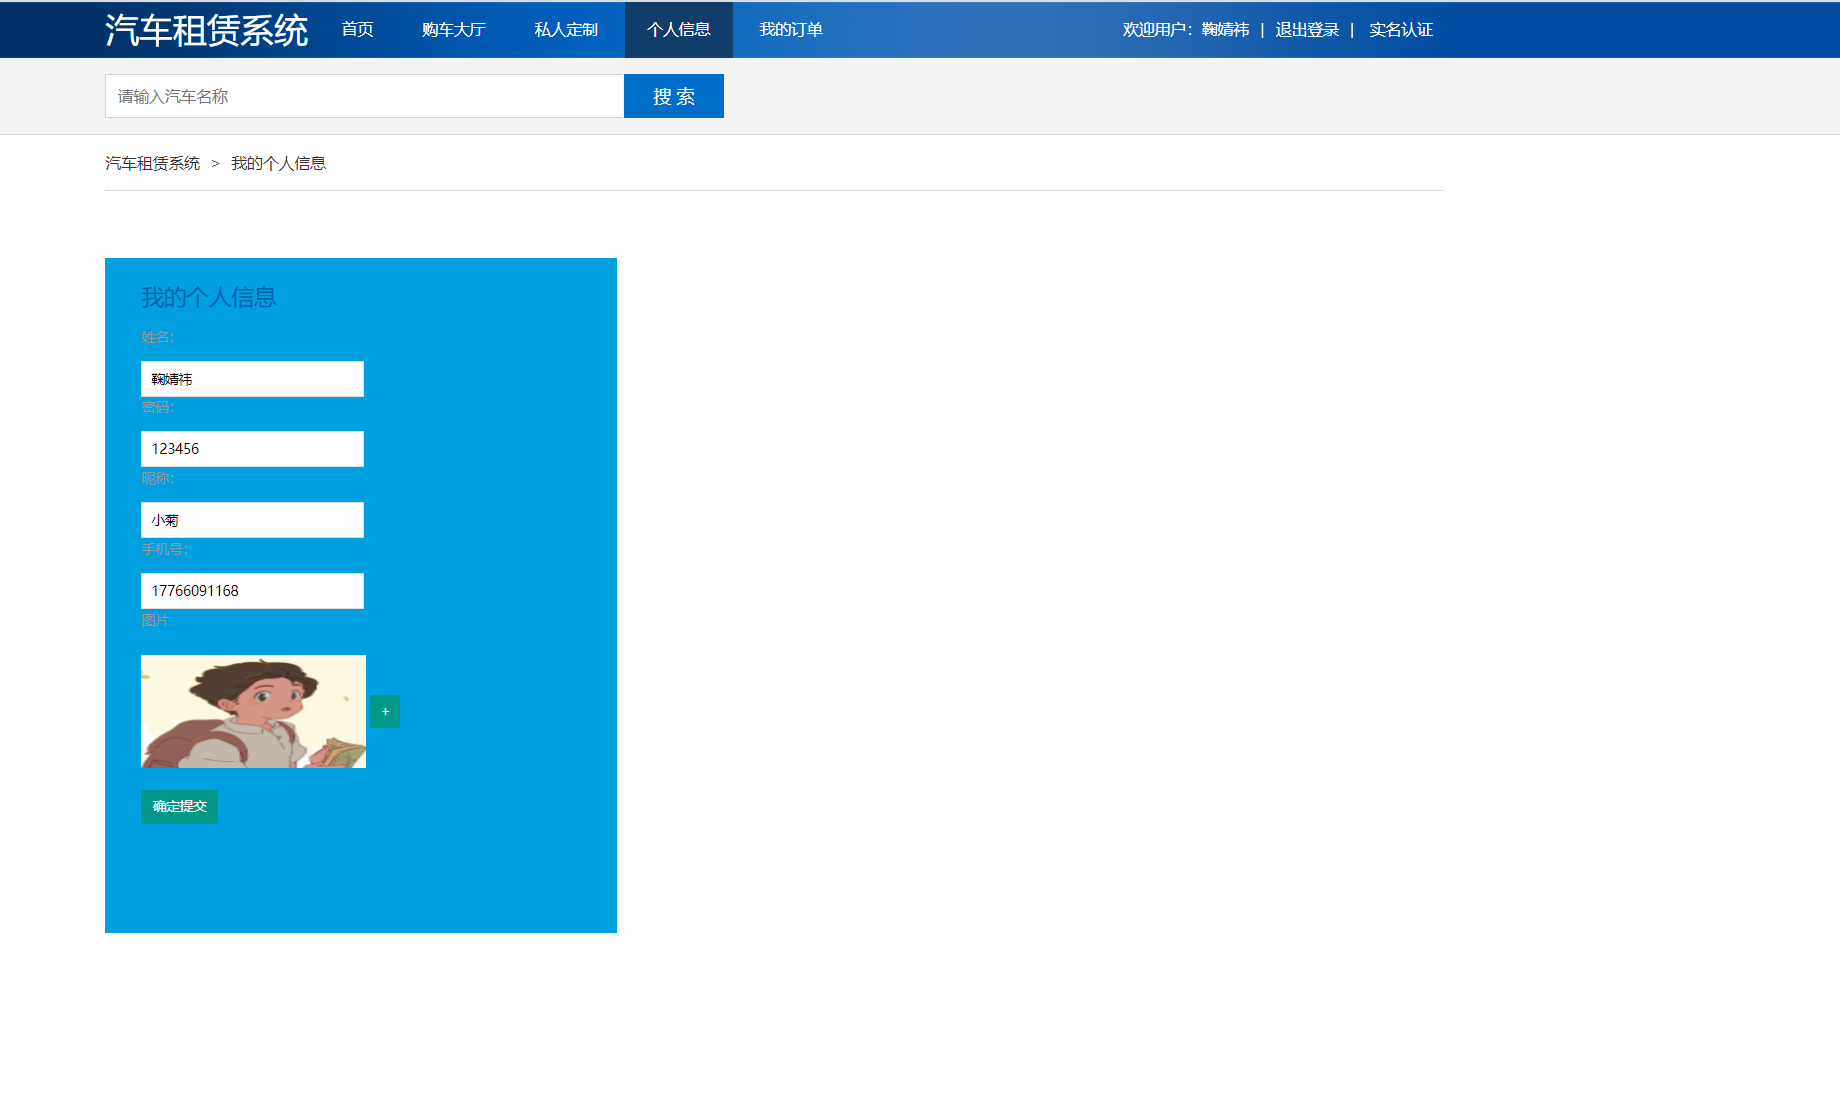 汽车租赁系统 首页 购车大厅 私人定制 个人信息 我的订单 欢迎用户：鞠婧祎 | 退出登录 | 实名认证
请输入汽车名称 搜 索
汽车租赁系统 > 我的个人信息
我的个人信息
姓名：
鞠婧祎
密码：
123456
昵称：
小菊
手机号：
17766091168
图片:
+
确定提交